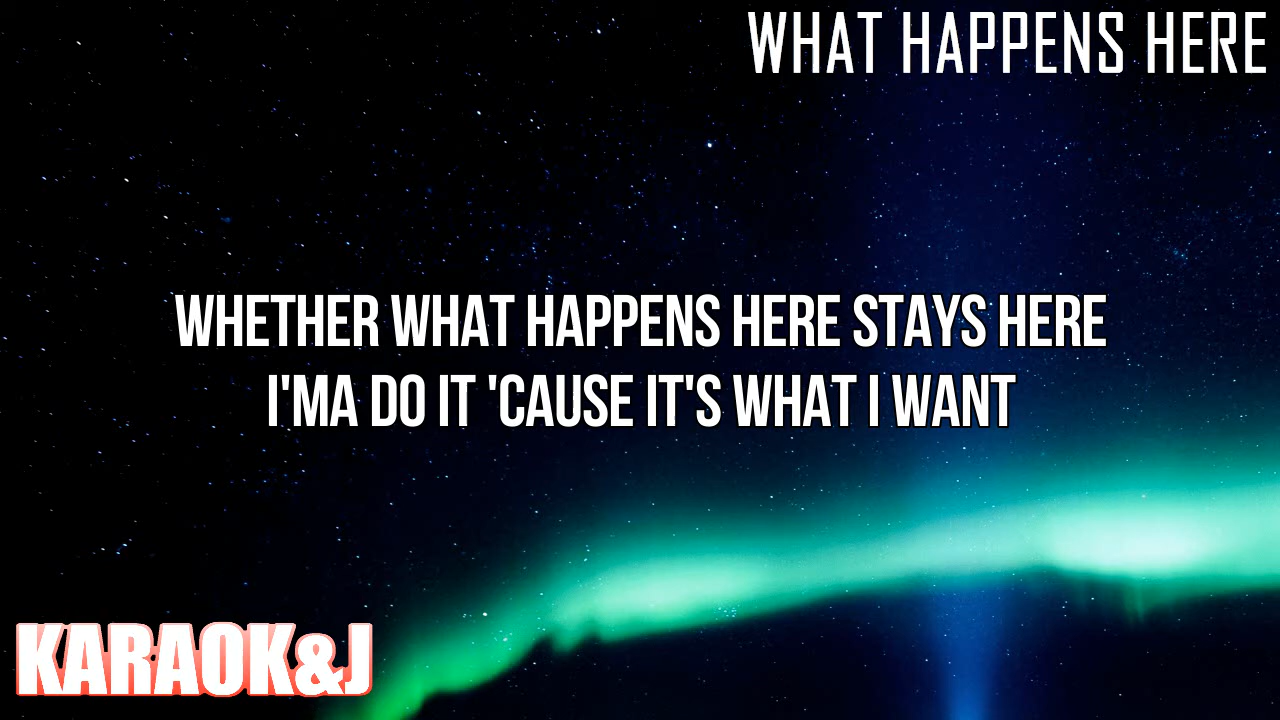 WHAT HAPPENS HERE
WHETHER WHAT HAPPENS HERE STAYS HERE
I'MA DO IT 'CAUSE IT'S WHAT I WANT
KARAOK&J